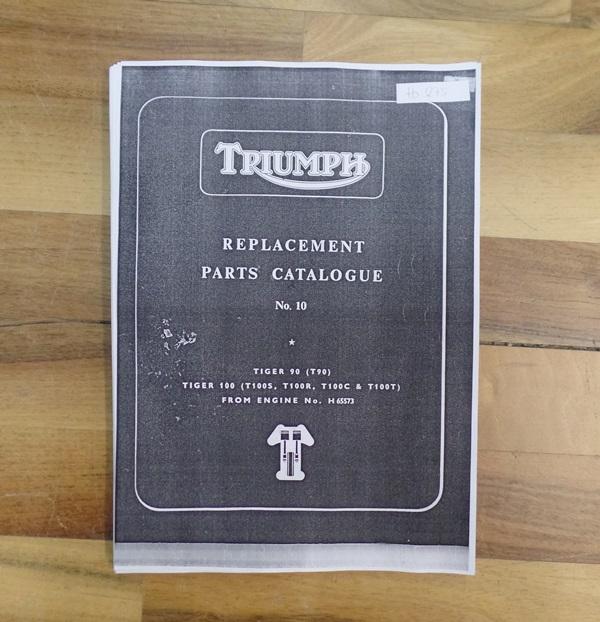 TRIUMPH
REPLACEMENT
PARTS CATALOGUE
No. 10
TIGER 90 (T90)
TIGER 100 (T100S, T100R, T100C & T100T)
FROM ENGINE No. H 65573